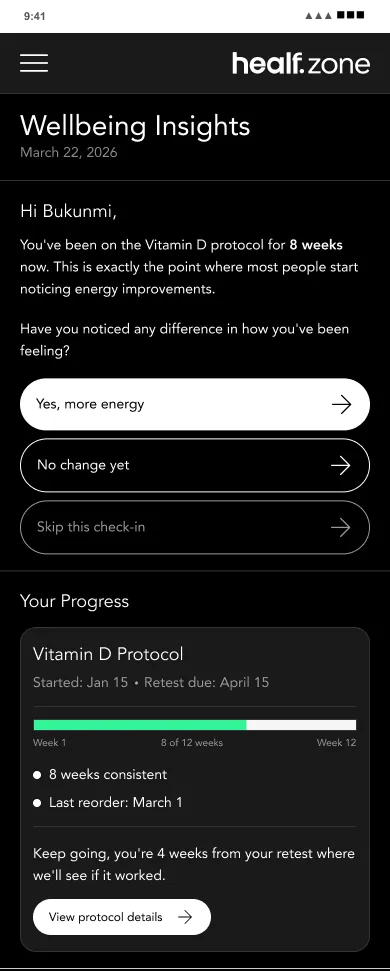 9:41
healf.zone
Wellbeing Insights
March 22, 2026
Hi Bukunmi,
You've been on the Vitamin D protocol for 8 weeks
now. This is exactly the point where most people start
noticing energy improvements.
Have you noticed any difference in how you've been
feeling?
Yes, more energy
No change yet
Skip this check-in
Your Progress
Vitamin D Protocol
Started: Jan 15 • Retest due: April 15
Week 1 8 of 12 weeks Week 12
8 weeks consistent
Last reorder: March 1
Keep going, you're 4 weeks from your retest where
we'll see if it worked.
View protocol details